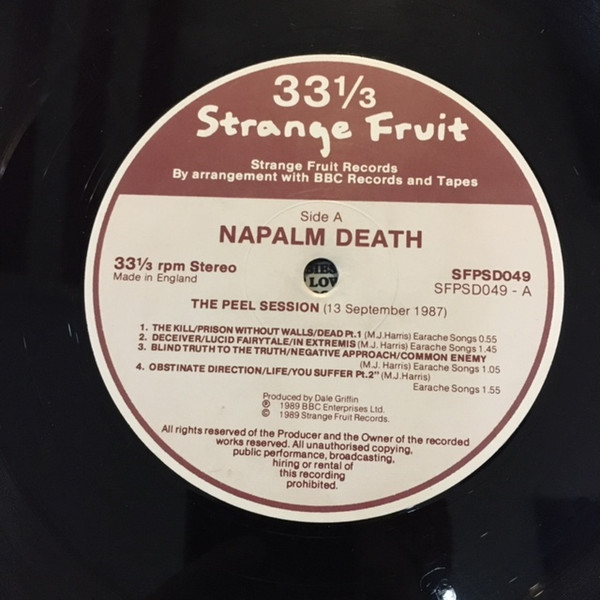 33⅓
Strange Fruit
Strange Fruit Records
By arrangement with BBC Records and Tapes
Side A
NAPALM DEATH
33⅓ rpm Stereo
Made in England
SFPSD049
SFPSD049 - A
LOV
THE PEEL SESSION (13 September 1987)
1. THE KILL/PRISON WITHOUT WALLS/DEAD Pt.1 (M.J.Harris) Earache Songs 0.55
2. DECEIVER/LUCID FAIRYTALE/IN EXTREMIS (M.J. Harris) Earache Songs 1.45
3. BLIND TRUTH TO THE TRUTH/NEGATIVE APPROACH/COMMON ENEMY
(M.J. Harris) Earache Songs 1.05
4. OBSTINATE DIRECTION/LIFE/YOU SUFFER Pt.2" (M.J.Harris)
Earache Songs 1.55
Produced by Dale Griffin
℗ 1989 BBC Enterprises Ltd.
© 1989 Strange Fruit Records.
All rights reserved of the Producer and the Owner of the recorded
works reserved. All unauthorised copying,
public performance, broadcasting,
hiring or rental of
this recording
prohibited.